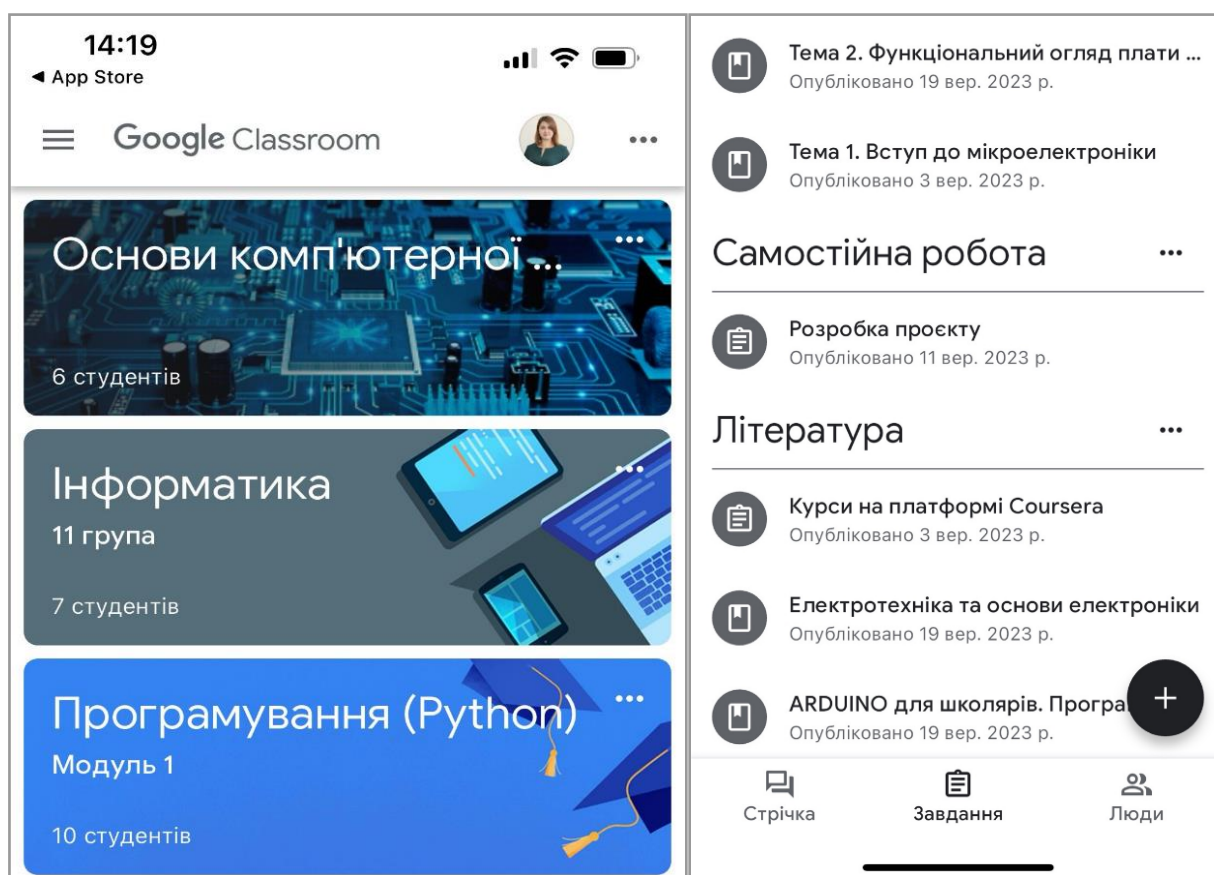 14:19
◀ App Store
Google Classroom
Основи комп'ютерної ...
6 студентів
Інформатика
11 група
7 студентів
Програмування (Python)
Модуль 1
10 студентів
Тема 2. Функціональний огляд плати ...
Опубліковано 19 вер. 2023 р.
Тема 1. Вступ до мікроелектроніки
Опубліковано 3 вер. 2023 р.
Самостійна робота
Розробка проєкту
Опубліковано 11 вер. 2023 р.
Література
Курси на платформі Coursera
Опубліковано 3 вер. 2023 р.
Електротехніка та основи електроніки
Опубліковано 19 вер. 2023 р.
ARDUINO для школярів.
Опубліковано 19 вер. 2023 р.
Стрічка
Завдання
Люди